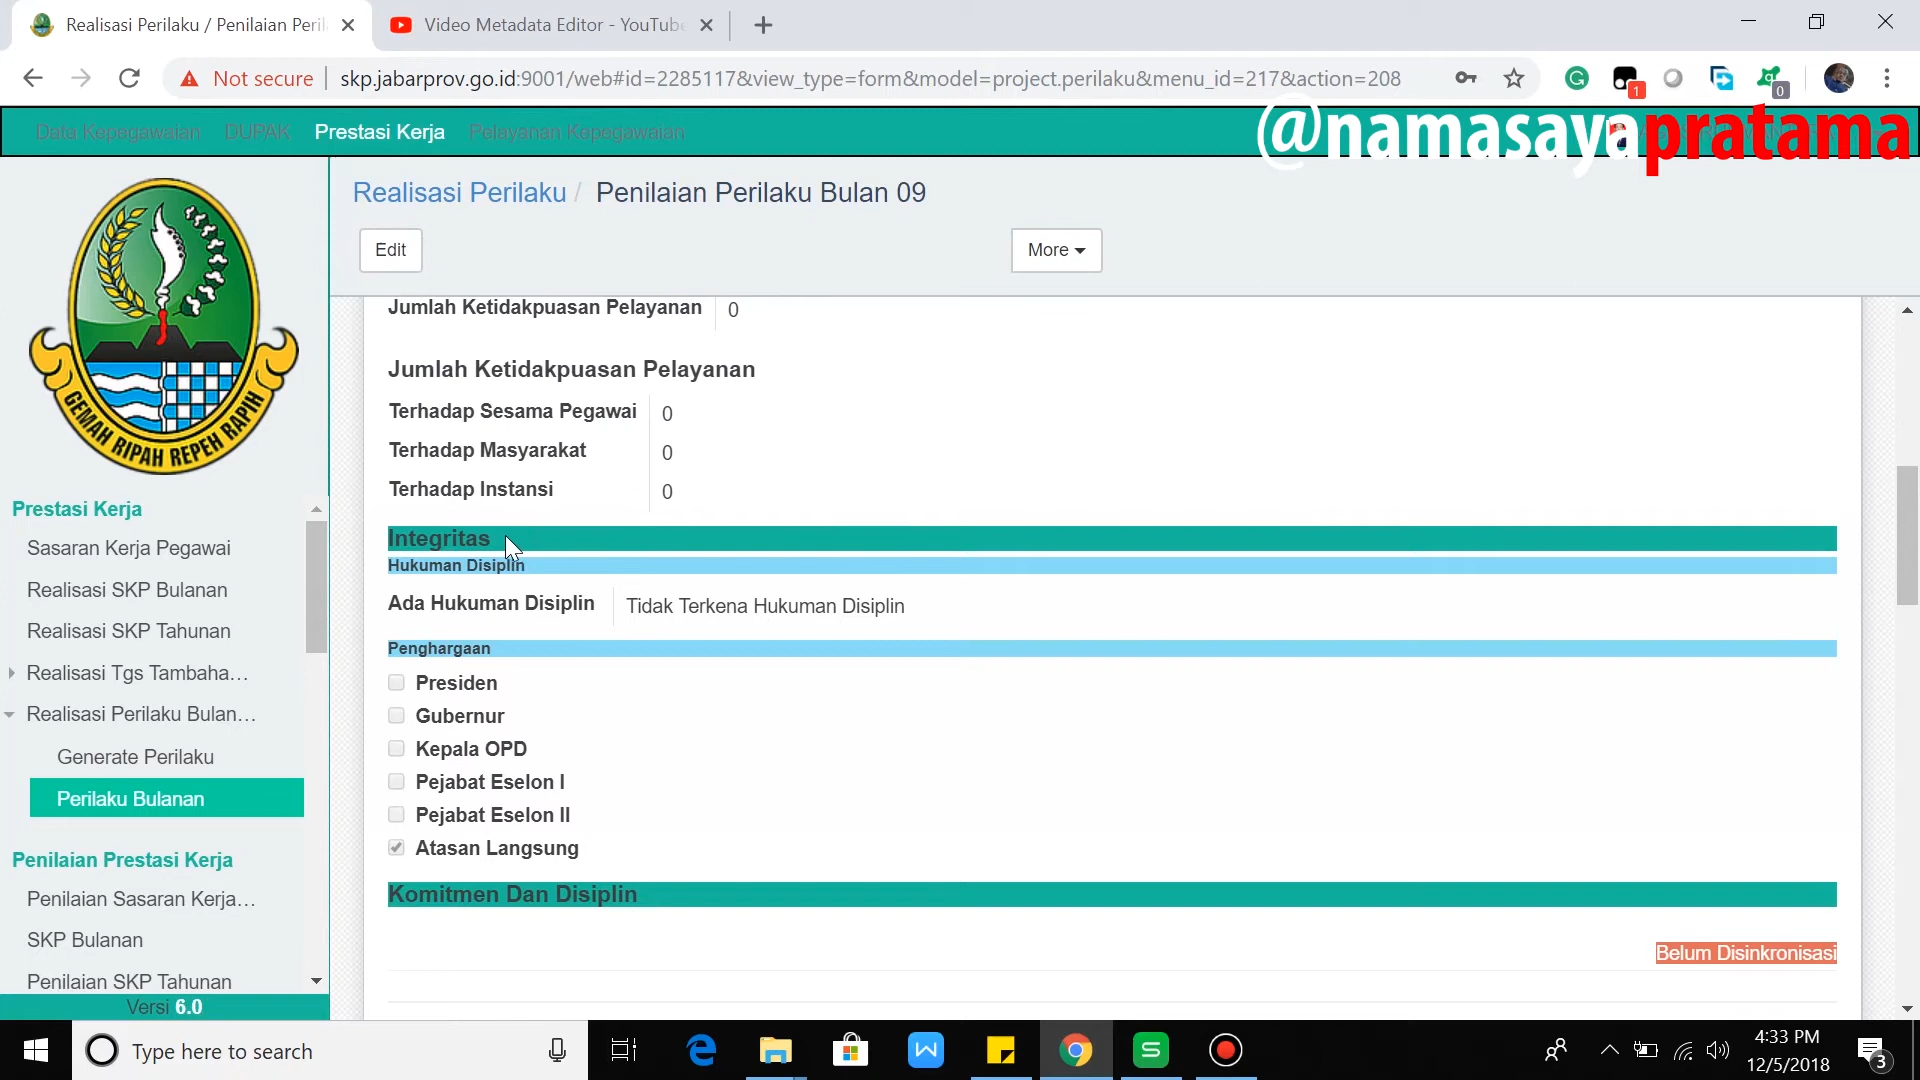 Realisasi Perilaku / Penilaian Peril
Video Metadata Editor - YouTube
Not secure
skp.jabarprov.go.id:9001/web#id=2285117&view_type=form&model=project.perilaku&menu_id=217&action=208
1
0
Data Kepegawaian
DUPAK
Prestasi Kerja
Pelayanan Kepegawaian
@namasayapratama
GEMAH RIPAH REPEH RAPIH
Realisasi Perilaku / Penilaian Perilaku Bulan 09
Edit
More
Jumlah Ketidakpuasan Pelayanan 0
Jumlah Ketidakpuasan Pelayanan
Terhadap Sesama Pegawai 0
Terhadap Masyarakat 0
Terhadap Instansi 0
Integritas
Hukuman Disiplin
Ada Hukuman Disiplin Tidak Terkena Hukuman Disiplin
Penghargaan
Presiden
Gubernur
Kepala OPD
Pejabat Eselon I
Pejabat Eselon II
Atasan Langsung
Komitmen Dan Disiplin
Belum Disinkronisasi
Prestasi Kerja
Sasaran Kerja Pegawai
Realisasi SKP Bulanan
Realisasi SKP Tahunan
Realisasi Tgs Tambaha...
Realisasi Perilaku Bulan...
Generate Perilaku
Perilaku Bulanan
Penilaian Prestasi Kerja
Penilaian Sasaran Kerja...
SKP Bulanan
Penilaian SKP Tahunan
Versi 6.0
Type here to search
4:33 PM
12/5/2018
3